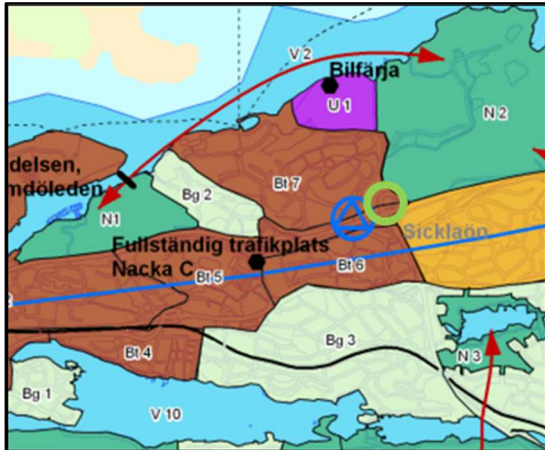 V 2
Bilfärja
U 1
N 2
delsen,
mdöleden
Bg 2
Bt 7
N1
Sicklaön
Fullständig trafikplats
Nacka C
Bt 5
Bt 6
Bt 4
Bg 3
N 3
Bg 1
V 10